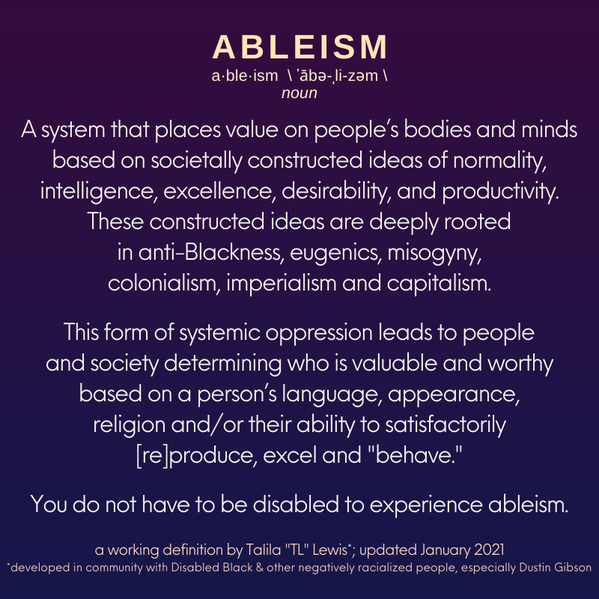 ABLEISM
a·ble·ism \ ˈābə-ˌli-zəm \
noun
A system that places value on people's bodies and minds
based on societally constructed ideas of normality,
intelligence, excellence, desirability, and productivity.
These constructed ideas are deeply rooted
in anti-Blackness, eugenics, misogyny,
colonialism, imperialism and capitalism.
This form of systemic oppression leads to people
and society determining who is valuable and worthy
based on a person's language, appearance,
religion and/or their ability to satisfactorily
[re]produce, excel and "behave."
You do not have to be disabled to experience ableism.
a working definition by Talila "TL" Lewis*; updated January 2021
*developed in community with Disabled Black & other negatively racialized people, especially Dustin Gibson